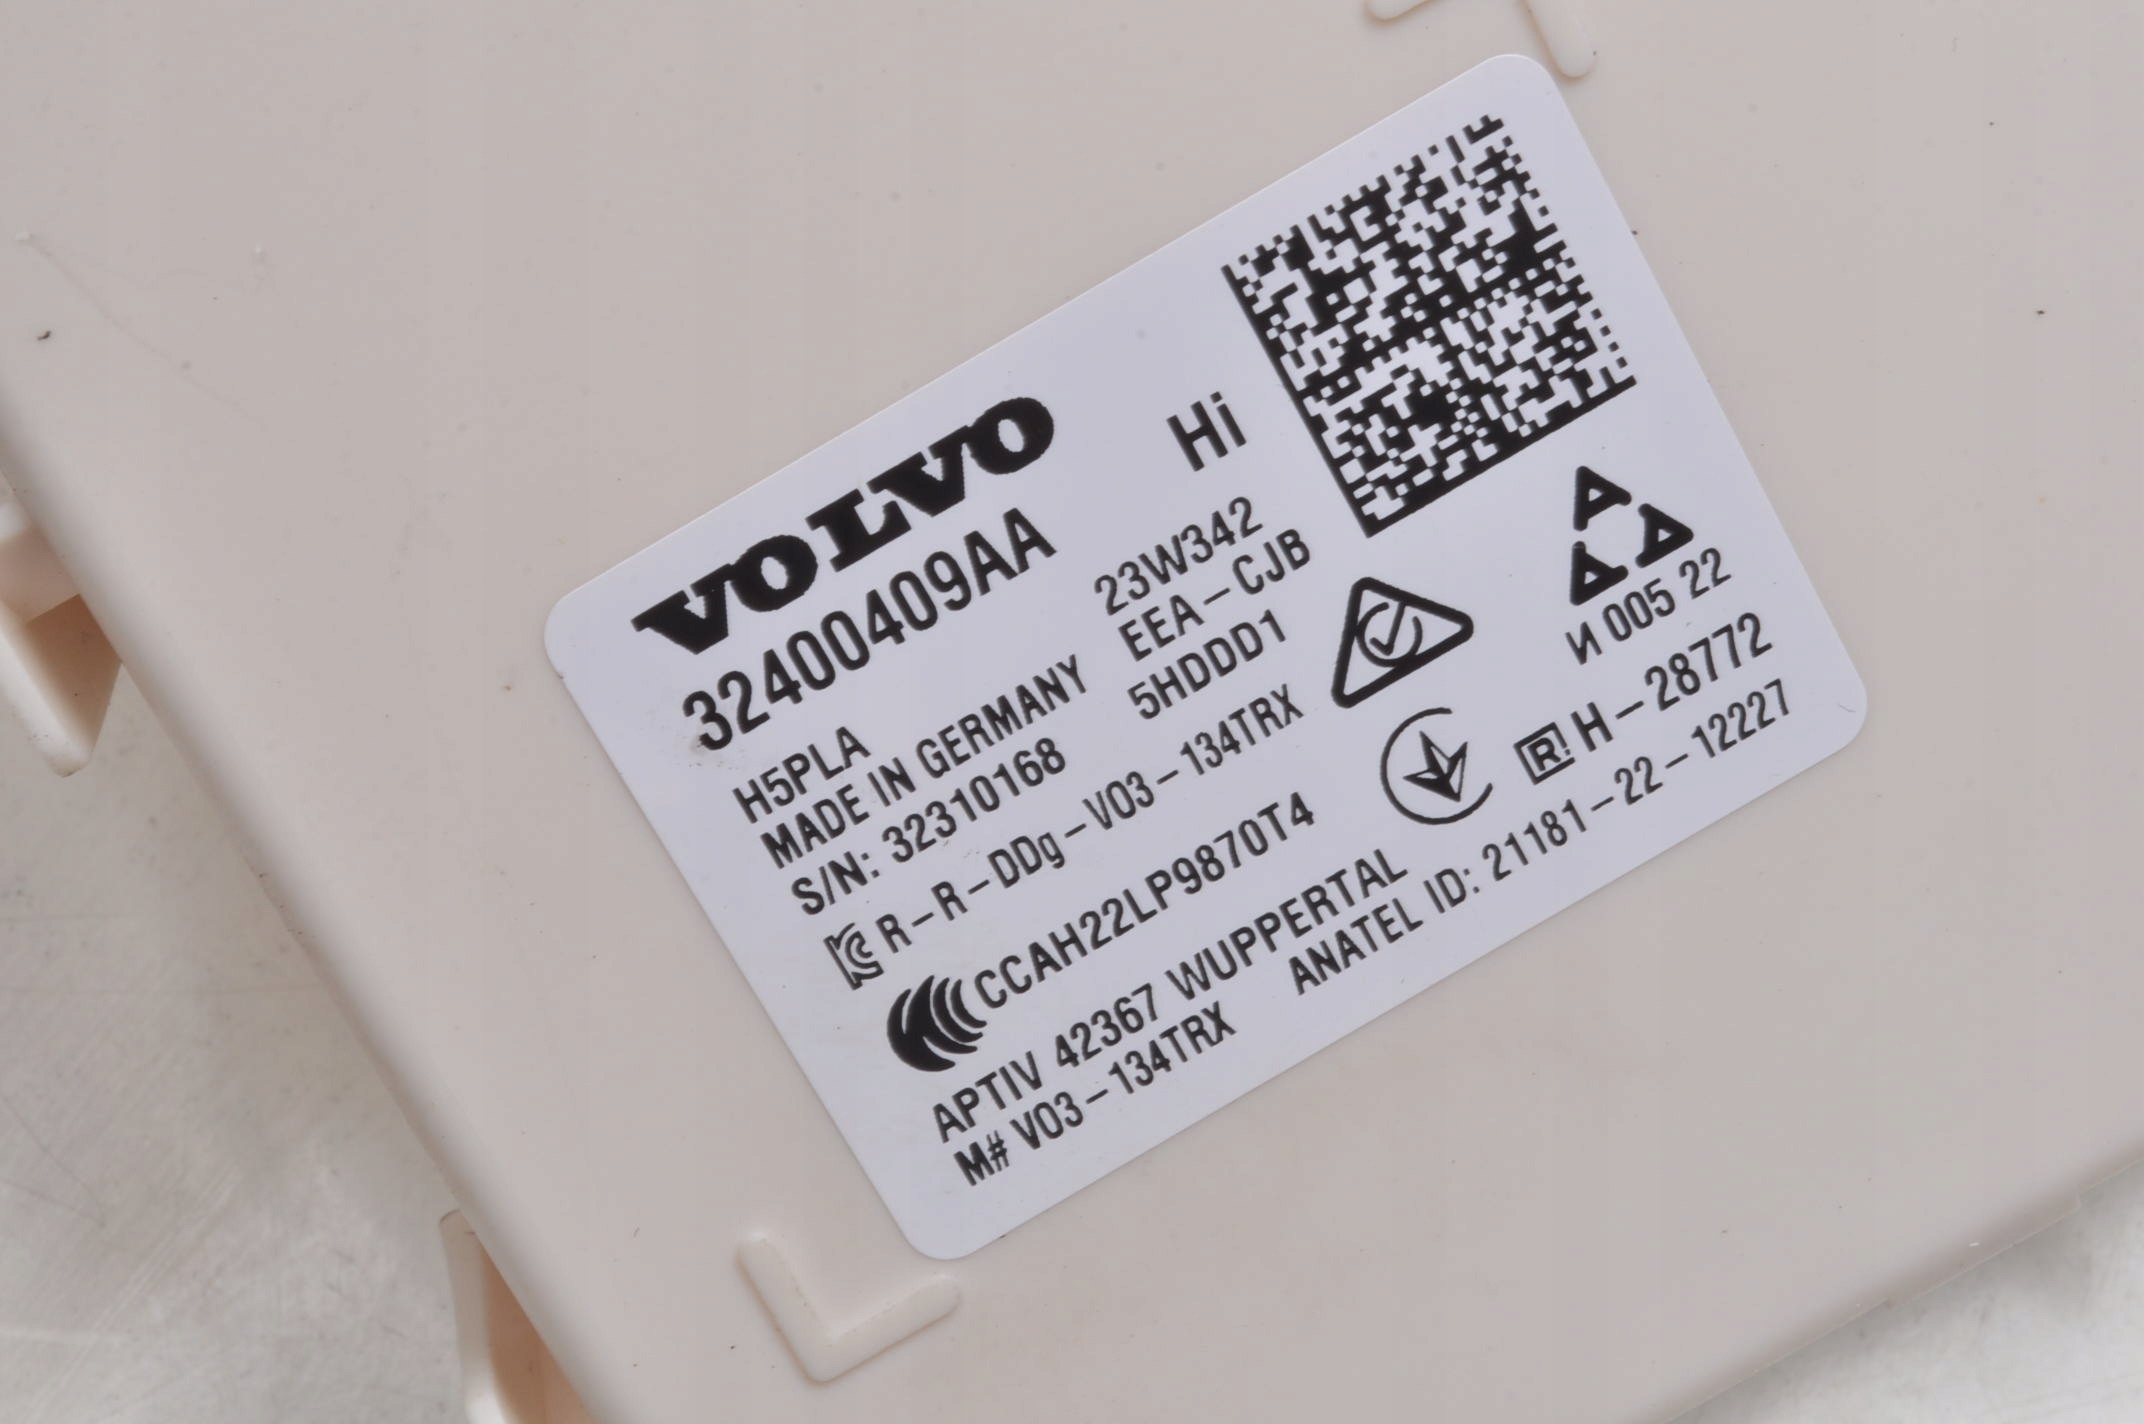 VOLVO
Hi
32400409AA
23W342
H5PLA
EEA-CJB
MADE IN GERMANY
5HDDD1
S/N: 32310168
R-R-DDg-V03-134TRX
И 005 22
CCAH22LP9870T4
R H-28772
APTIV 42367 WUPPERTAL
ANATEL ID: 21181-22-12227
M# V03-134TRX